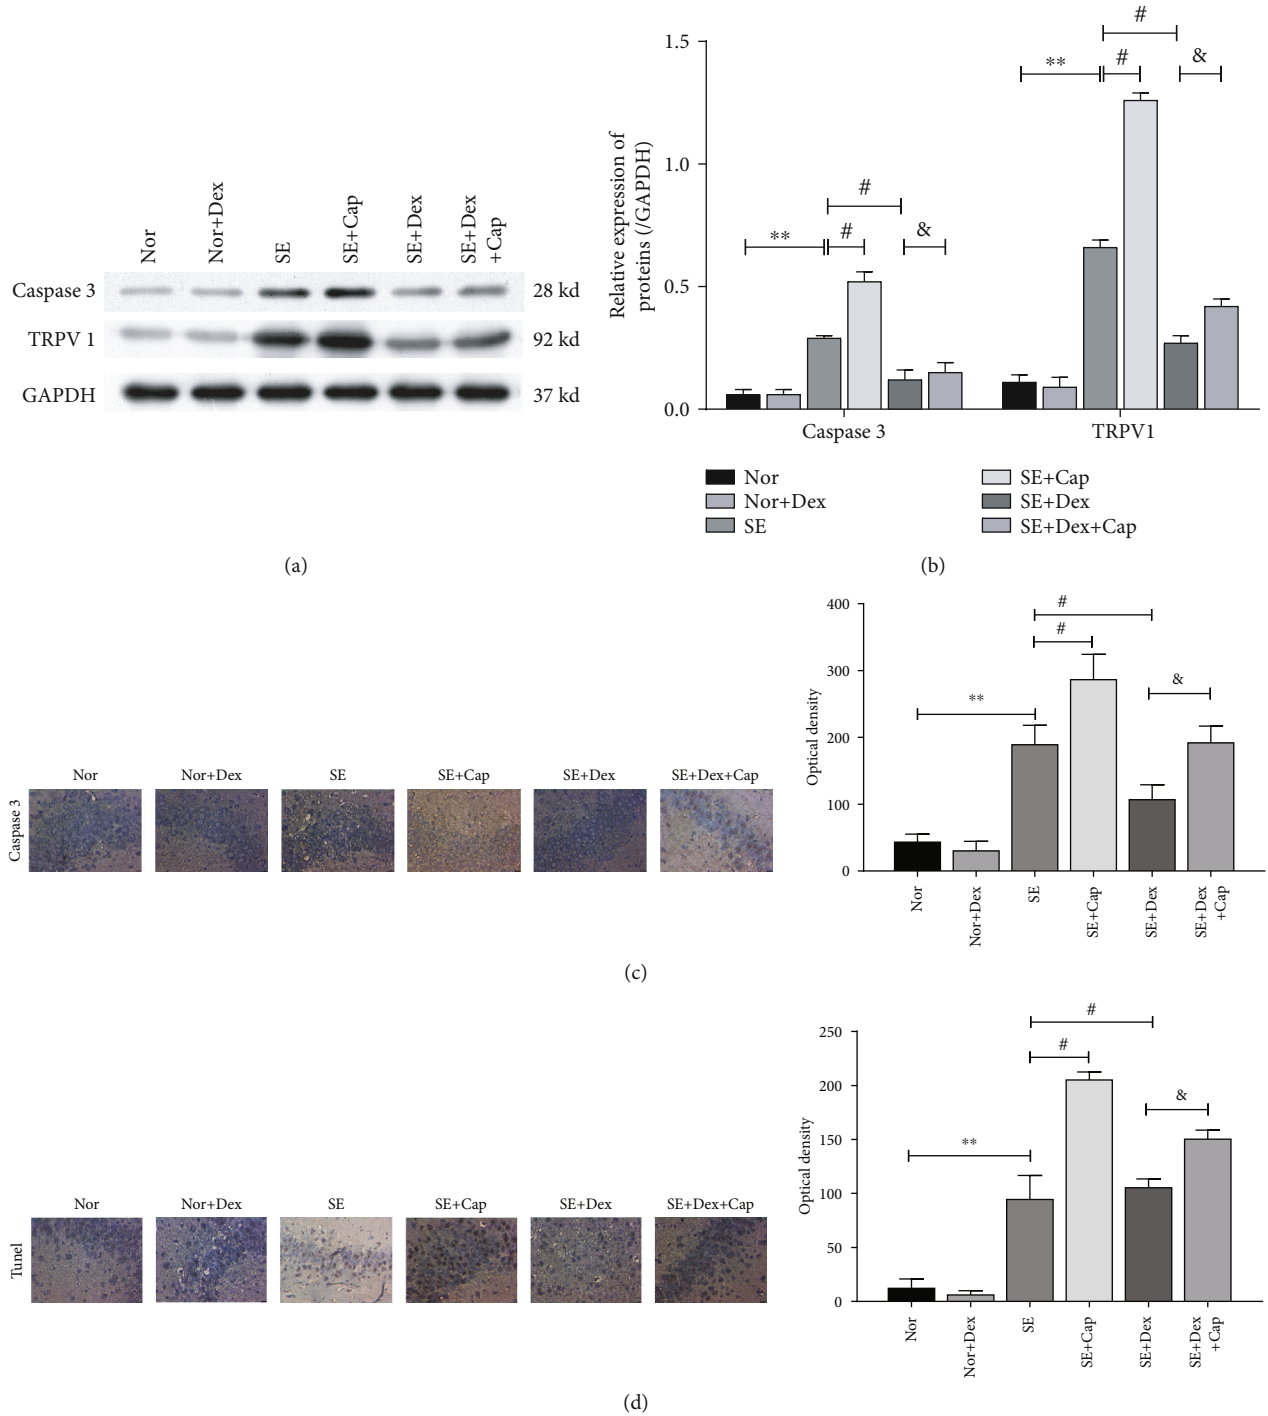 Nor
Nor+Dex
SE
SE+Cap
SE+Dex
SE+Dex
+Cap
Caspase 3
28 kd
TRPV 1
92 kd
GAPDH
37 kd
(a)
Relative expression of
proteins (/GAPDH)
1.5
1.0
0.5
0.0
**
#
#
&
**
#
#
&
Caspase 3
TRPV1
Nor
Nor+Dex
SE
SE+Cap
SE+Dex
SE+Dex+Cap
(b)
Caspase 3
Nor
Nor+Dex
SE
SE+Cap
SE+Dex
SE+Dex+Cap
Optical density
400
300
200
100
0
**
#
#
&
Nor
Nor+Dex
SE
SE+Cap
SE+Dex
SE+Dex
+Cap
(c)
Tunel
Nor
Nor+Dex
SE
SE+Cap
SE+Dex
SE+Dex+Cap
Optical density
250
200
150
100
50
0
**
#
#
&
Nor
Nor+Dex
SE
SE+Cap
SE+Dex
SE+Dex
+Cap
(d)